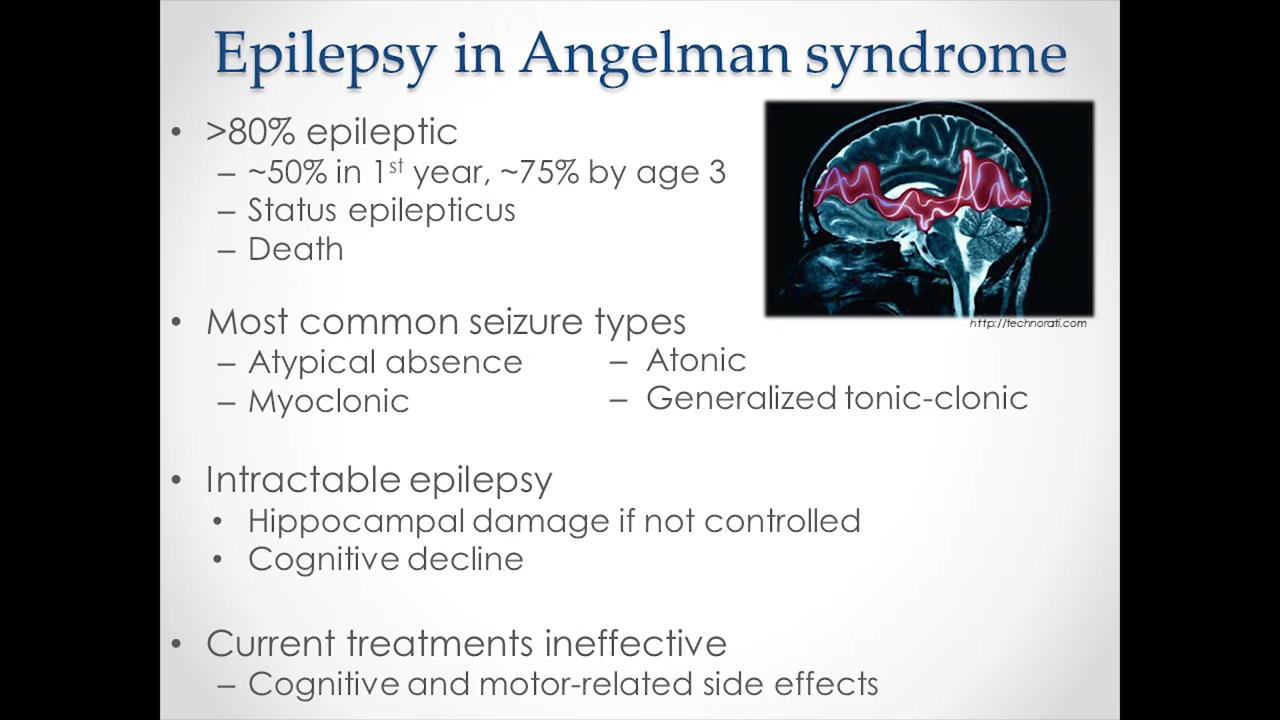 Epilepsy in Angelman syndrome
• >80% epileptic
– ~50% in 1st year, ~75% by age 3
– Status epilepticus
– Death
http://technorati.com
• Most common seizure types
– Atypical absence
– Myoclonic
– Atonic
– Generalized tonic-clonic
• Intractable epilepsy
• Hippocampal damage if not controlled
• Cognitive decline
• Current treatments ineffective
– Cognitive and motor-related side effects